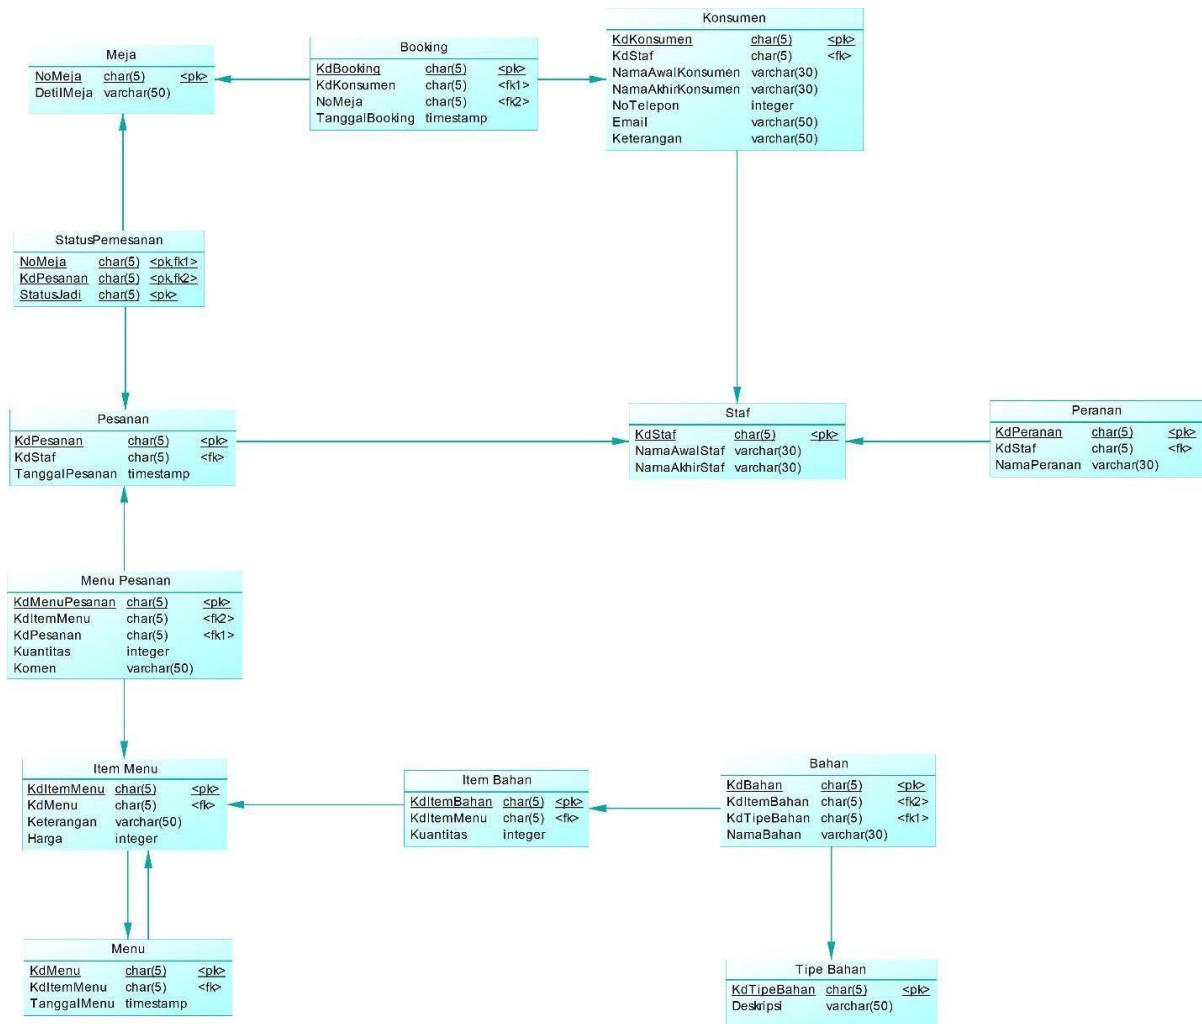 Meja
NoMeja char(5) <pk>
DetilMeja varchar(50)
Booking
KdBooking char(5) <pk>
KdKonsumen char(5) <fk1>
NoMeja char(5) <fk2>
TanggalBooking timestamp
Konsumen
KdKonsumen char(5) <pk>
KdStaf char(5) <fk>
NamaAwalKonsumen varchar(30)
NamaAkhirKonsumen varchar(30)
NoTelepon integer
Email varchar(50)
Keterangan varchar(50)
StatusPemesanan
NoMeja char(5) <pk,fk1>
KdPesanan char(5) <pk,fk2>
StatusJadi char(5) <pk>
Pesanan
KdPesanan char(5) <pk>
KdStaf char(5) <fk>
TanggalPesanan timestamp
Staf
KdStaf char(5) <pk>
NamaAwalStaf varchar(30)
NamaAkhirStaf varchar(30)
Peranan
KdPeranan char(5) <pk>
KdStaf char(5) <fk>
NamaPeranan varchar(30)
Menu Pesanan
KdMenuPesanan char(5) <pk>
KdItemMenu char(5) <fk2>
KdPesanan char(5) <fk1>
Kuantitas integer
Komen varchar(50)
Item Menu
KdItemMenu char(5) <pk>
KdMenu char(5) <fk>
Keterangan varchar(50)
Harga integer
Item Bahan
KdItemBahan char(5) <pk>
KdItemMenu char(5) <fk>
Kuantitas integer
Bahan
KdBahan char(5) <pk>
KdItemBahan char(5) <fk2>
KdTipeBahan char(5) <fk1>
NamaBahan varchar(30)
Menu
KdMenu char(5) <pk>
KdItemMenu char(5) <fk>
TanggalMenu timestamp
Tipe Bahan
KdTipeBahan char(5) <pk>
Deskripsi varchar(50)